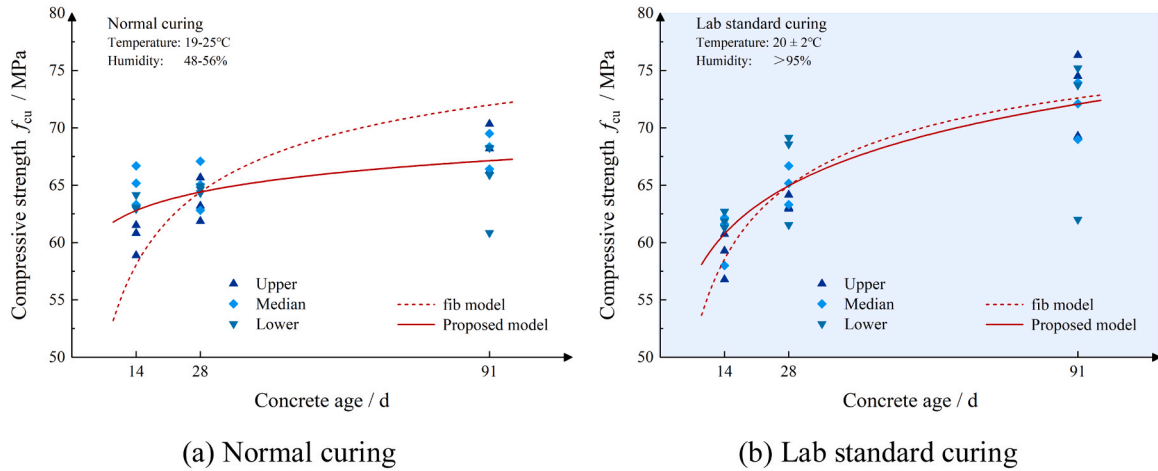 Normal curing
Temperature: 19-25℃
Humidity: 48-56%
Compressive strength fcu / MPa
80
75
70
65
60
55
50
14
28
91
Upper
Median
Lower
fib model
Proposed model
Concrete age / d
(a) Normal curing
Lab standard curing
Temperature: 20 ± 2℃
Humidity: >95%
Compressive strength fcu / MPa
80
75
70
65
60
55
50
14
28
91
Upper
Median
Lower
fib model
Proposed model
Concrete age / d
(b) Lab standard curing